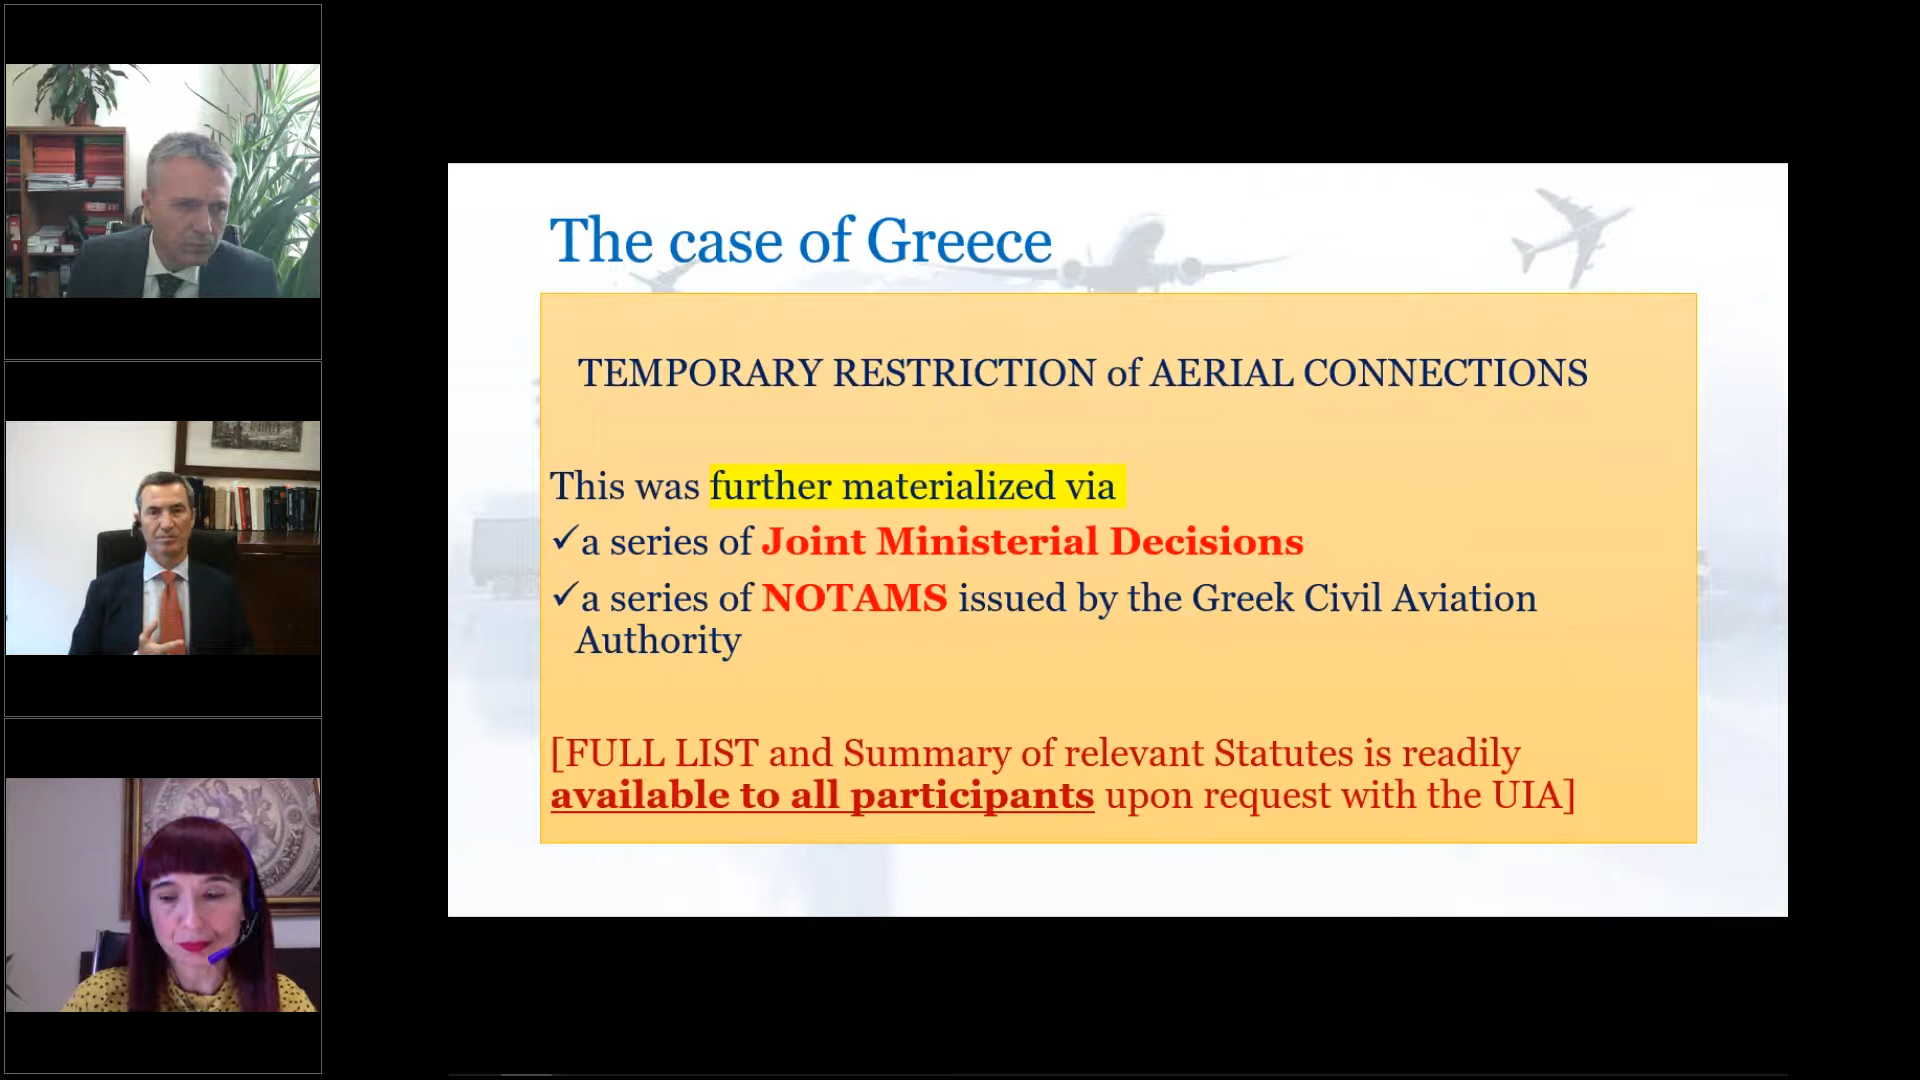 The case of Greece
TEMPORARY RESTRICTION of AERIAL CONNECTIONS
This was further materialized via
✓a series of Joint Ministerial Decisions
✓a series of NOTAMS issued by the Greek Civil Aviation
Authority
[FULL LIST and Summary of relevant Statutes is readily
available to all participants upon request with the UIA]